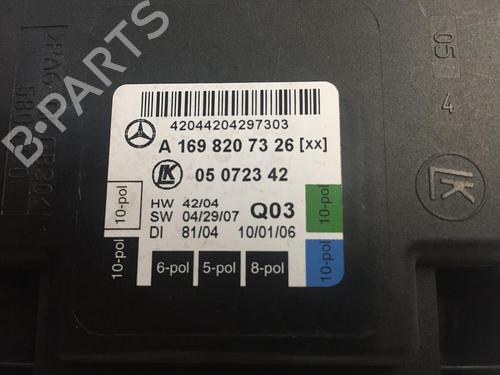 B-PARTS
05
4
LK
42044204297303
A 169 820 73 26 [xx]
LK 05 0723 42
HW 42/04
SW 04/29/07 Q03
DI 81/04 10/01/06
10-pol
10-pol
10-pol
10-pol
6-pol 5-pol 8-pol